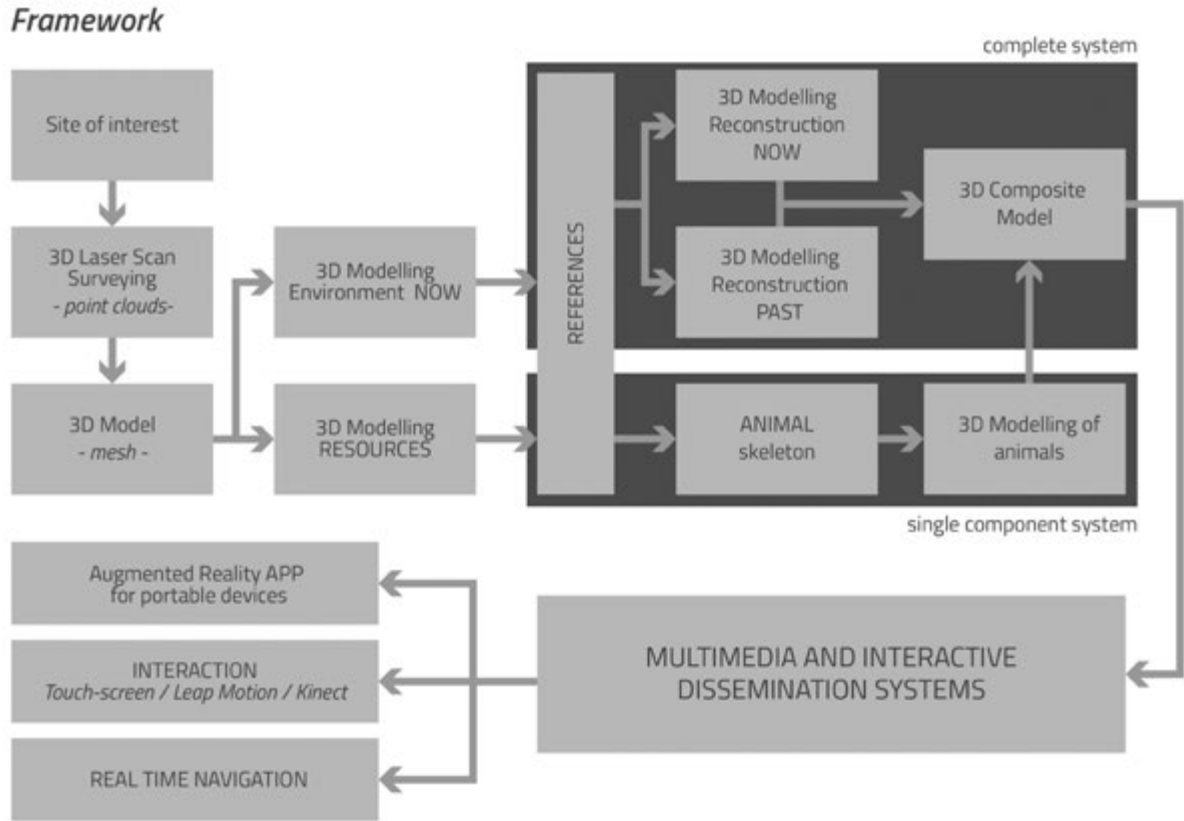 Framework
complete system
Site of interest
3D Laser Scan
Surveying
- point clouds-
3D Model
- mesh -
3D Modelling
Environment NOW
3D Modelling
RESOURCES
REFERENCES
3D Modelling
Reconstruction
NOW
3D Modelling
Reconstruction
PAST
3D Composite
Model
ANIMAL
skeleton
3D Modelling of
animals
single component system
Augmented Reality APP
for portable devices
INTERACTION
Touch-screen / Leap Motion / Kinect
REAL TIME NAVIGATION
MULTIMEDIA AND INTERACTIVE
DISSEMINATION SYSTEMS